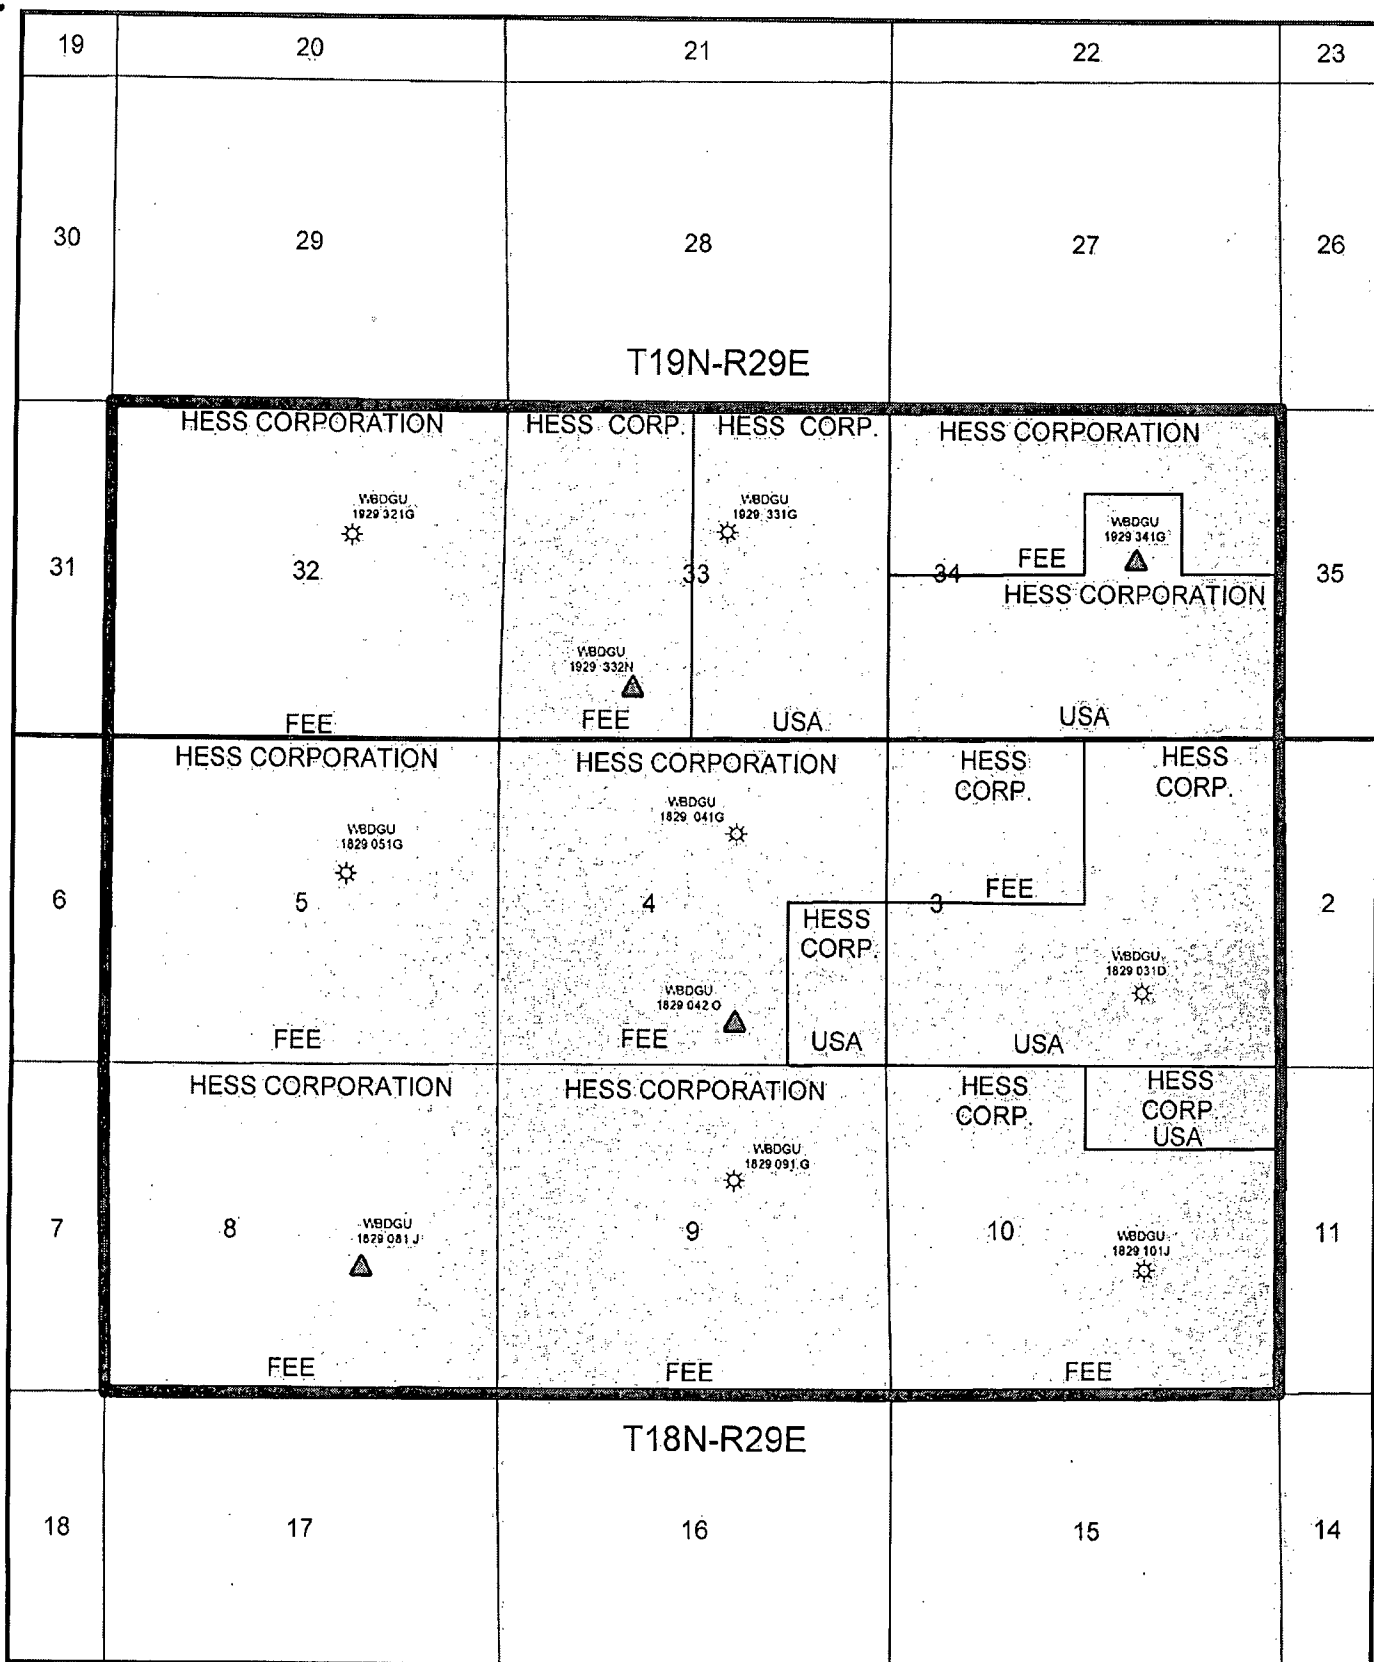 19 20 21 22 23
30 29 28 27 26
T19N-R29E
HESS CORPORATION HESS CORP. HESS CORP. HESS CORPORATION
WBDGU
1929 321G
WBDGU
1929 331G
WBDGU
1929 341G
31 32 33 34 FEE 35
HESS CORPORATION
WBDGU
1929 332N
FEE FEE USA USA
HESS CORPORATION HESS CORPORATION HESS
CORP.
HESS
CORP.
WBDGU
1829 041G
WBDGU
1829 051G
6 5 4 3 FEE 2
HESS
CORP.
WBDGU
1829 031D
WBDGU
1829 042 O
FEE FEE USA USA
HESS CORPORATION HESS CORPORATION HESS
CORP.
HESS
CORP
USA
WBDGU
1829 091 G
7 8 9 10 11
WBDGU
1829 081 J
WBDGU
1829 101J
FEE FEE FEE
T18N-R29E
18 17 16 15 14